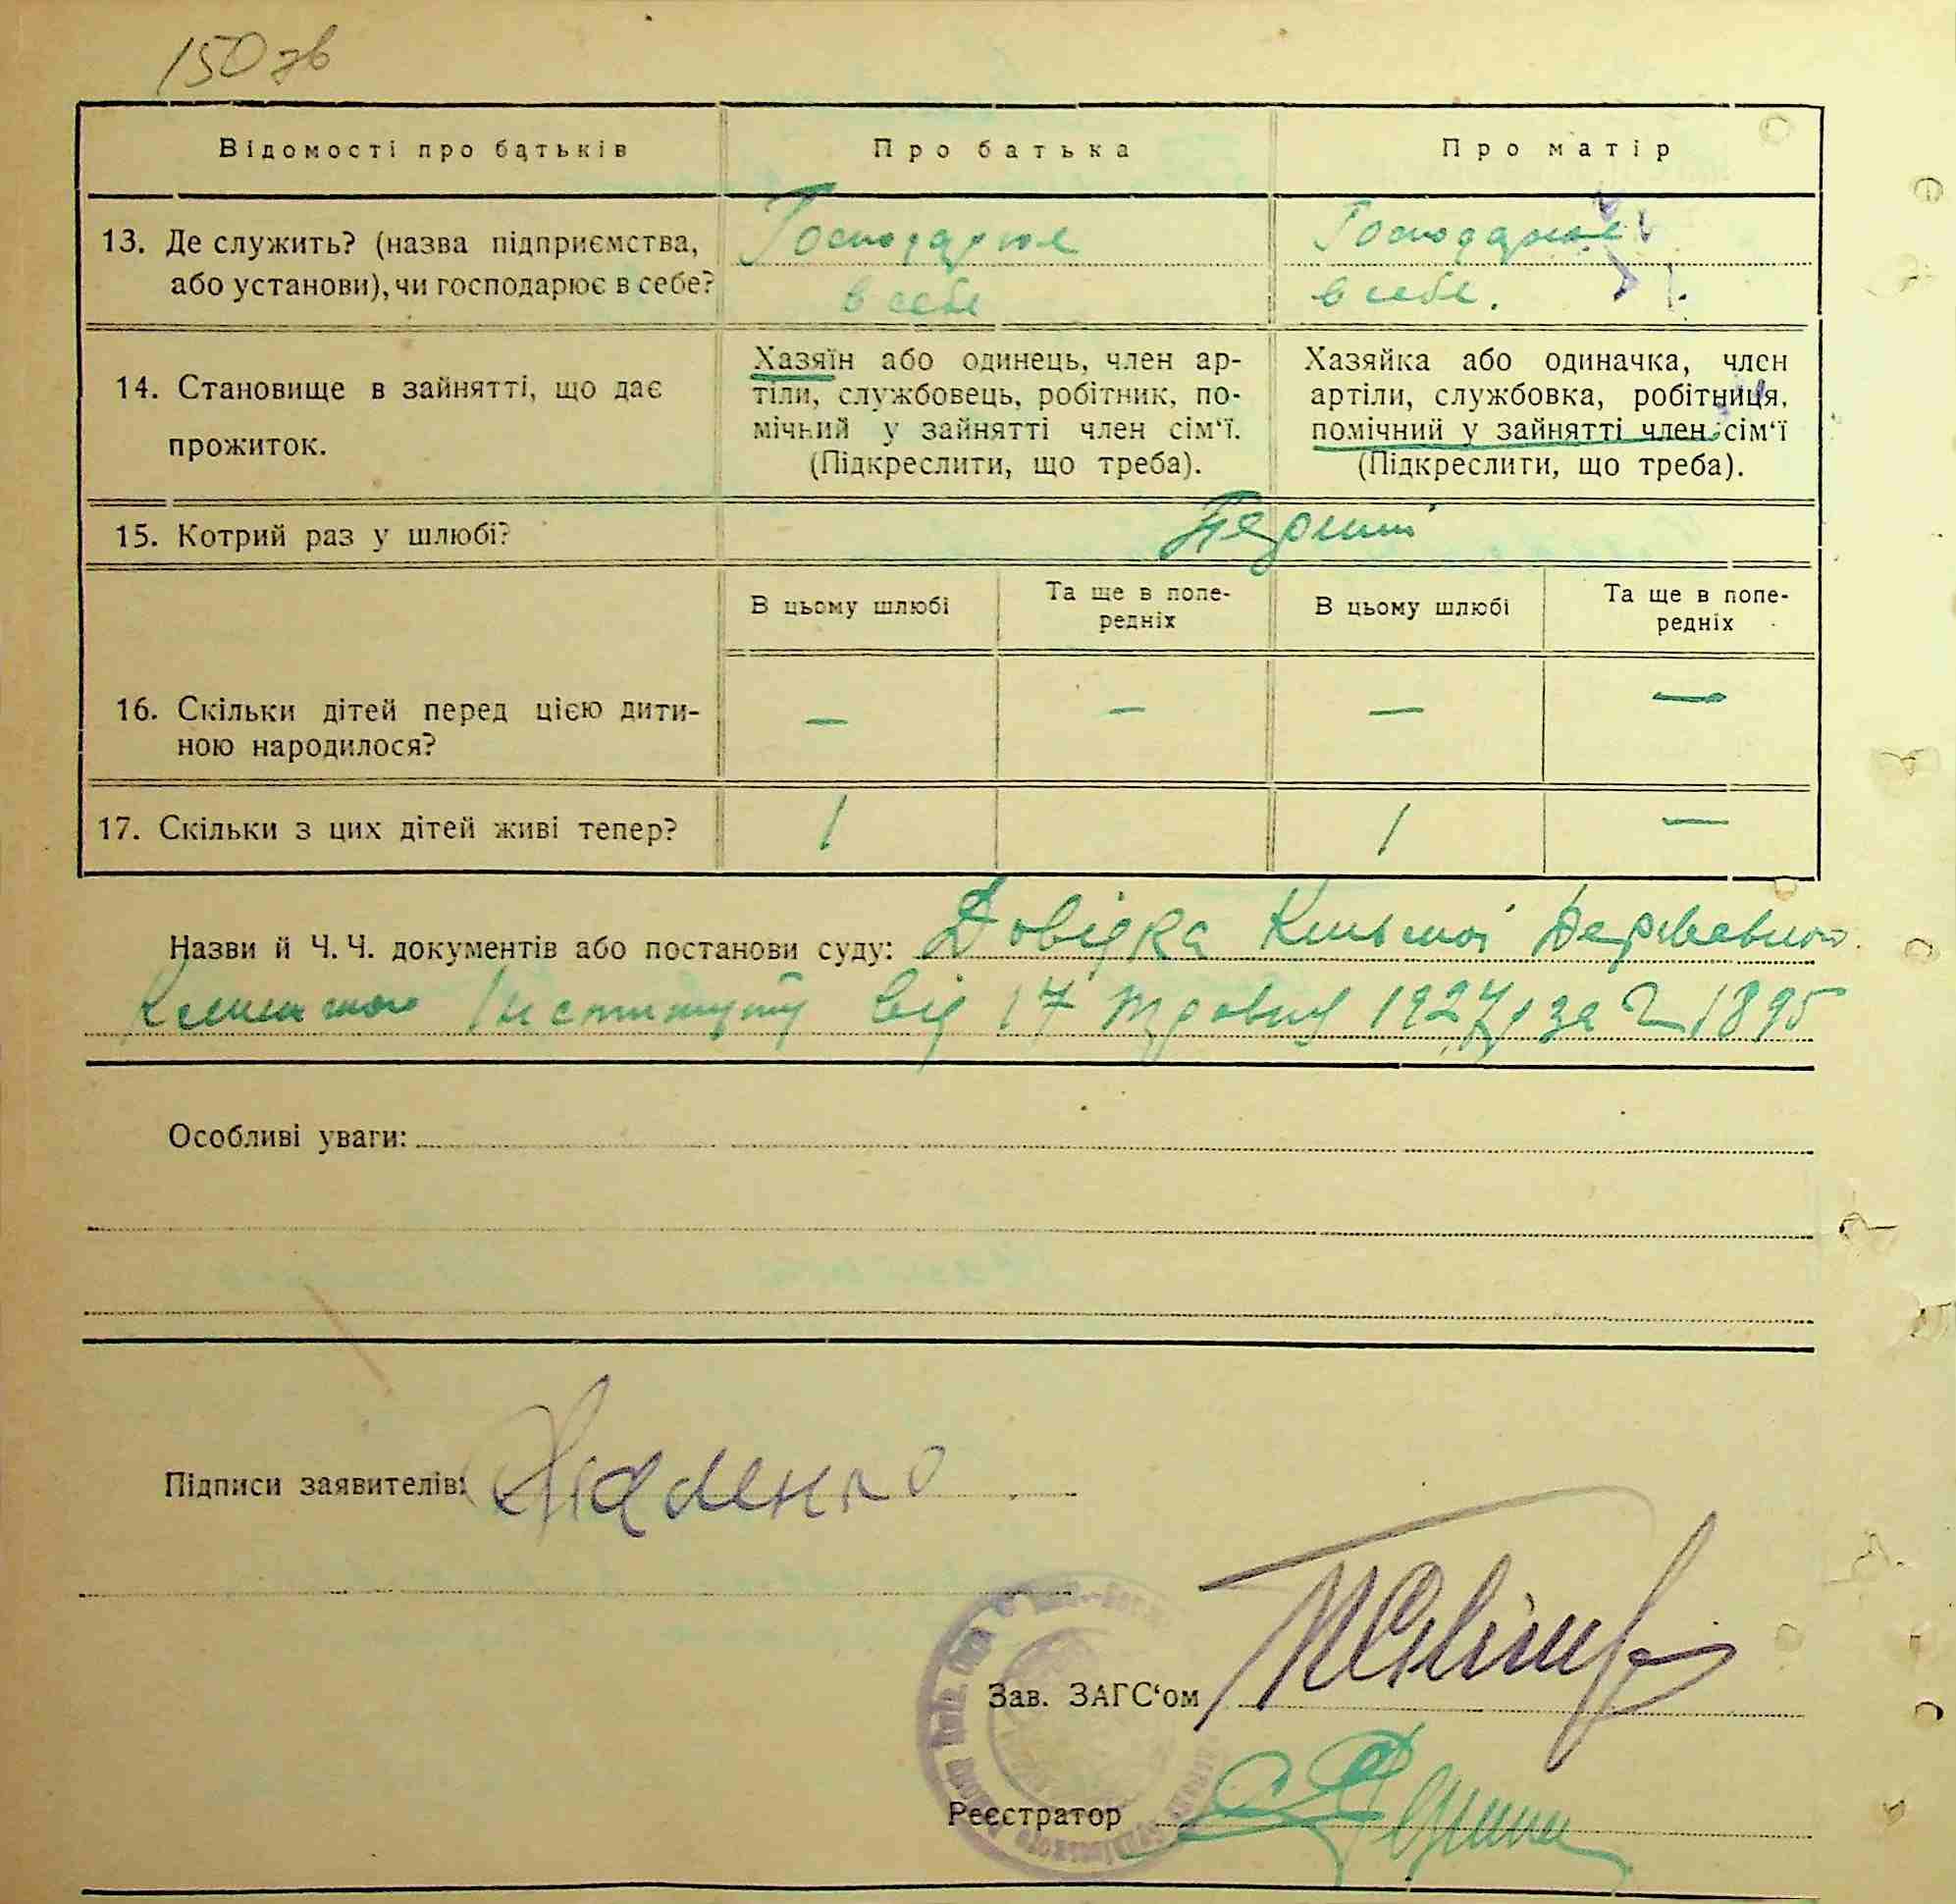 150 зв
Відомості про батьків Про батька Про матір
13. Де служить? (назва підприємства, Господарює Господарює
або установи), чи господарює в себе? в себе в себе.
14. Становище в зайнятті, що дає прожиток.
Хазяїн або одинець, член ар-
тіли, службовець, робітник, по-
мічний у зайнятті член сім'ї.
(Підкреслити, що треба).
Хазяйка або одиначка, член
артіли, службовка, робітниця,
помічний у зайнятті член сім'ї
(Підкреслити, що треба).
15. Котрий раз у шлюбі? Перший
В цьому шлюбі Та ще в попе-
редніх В цьому шлюбі Та ще в попе-
редніх
16. Скільки дітей перед цією дити-
ною народилося? — — — —
17. Скільки з цих дітей живі тепер? 1 1 —
Назви й Ч. Ч. документів або постанови суду: Довідка Державного
Інституту від 17 травня 1927 р за 1895
Особливі уваги:
Підписи заявителів:
Зав. ЗАГС'ом
Реєстратор